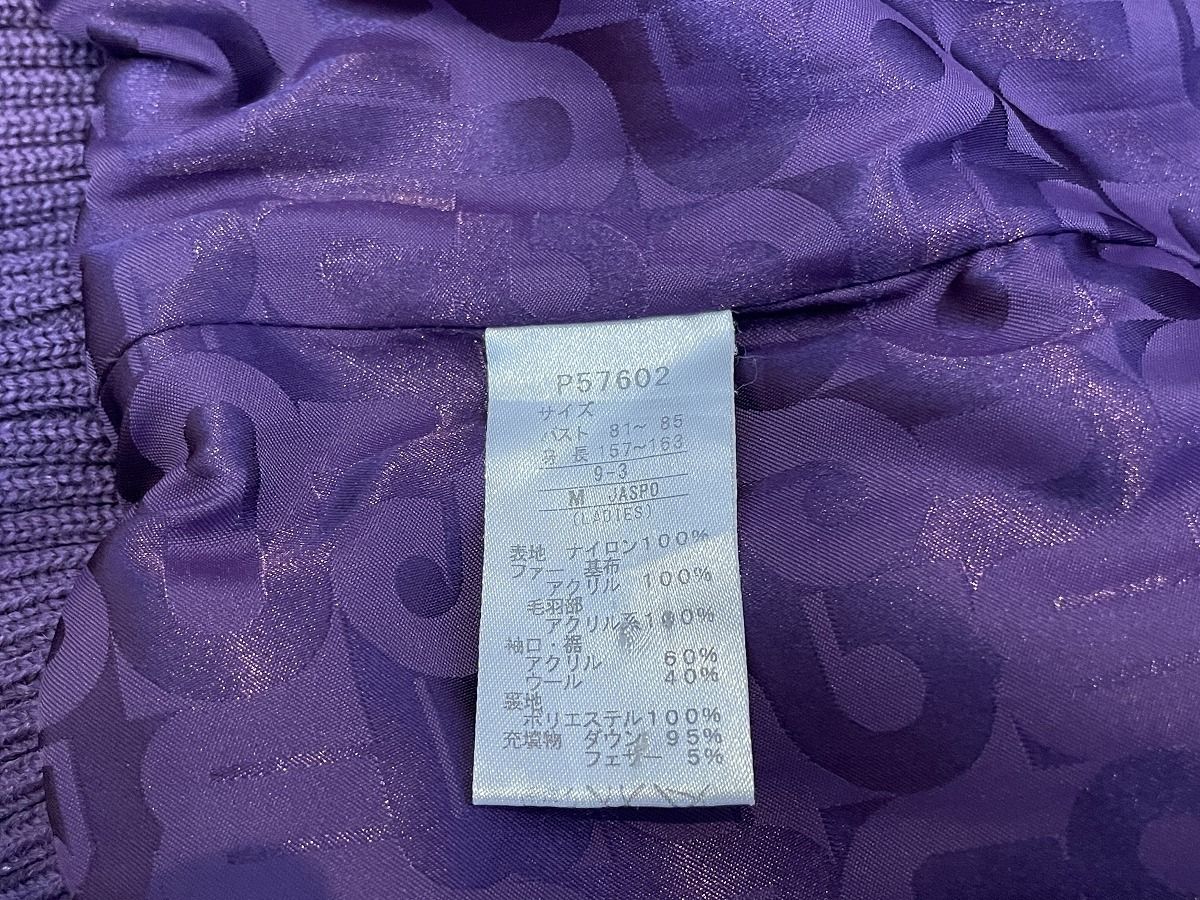 P57602
サイズ
バスト 81～ 85
身長 157～163
9-3
M JASPO
(LADIES)
表地 ナイロン100%
ファー 基布
アクリル 100%
毛羽部
アクリル系100%
袖口・裾
アクリル 60%
ウール 40%
裏地
ポリエステル100%
充填物 ダウン 95%
フェザー 5%